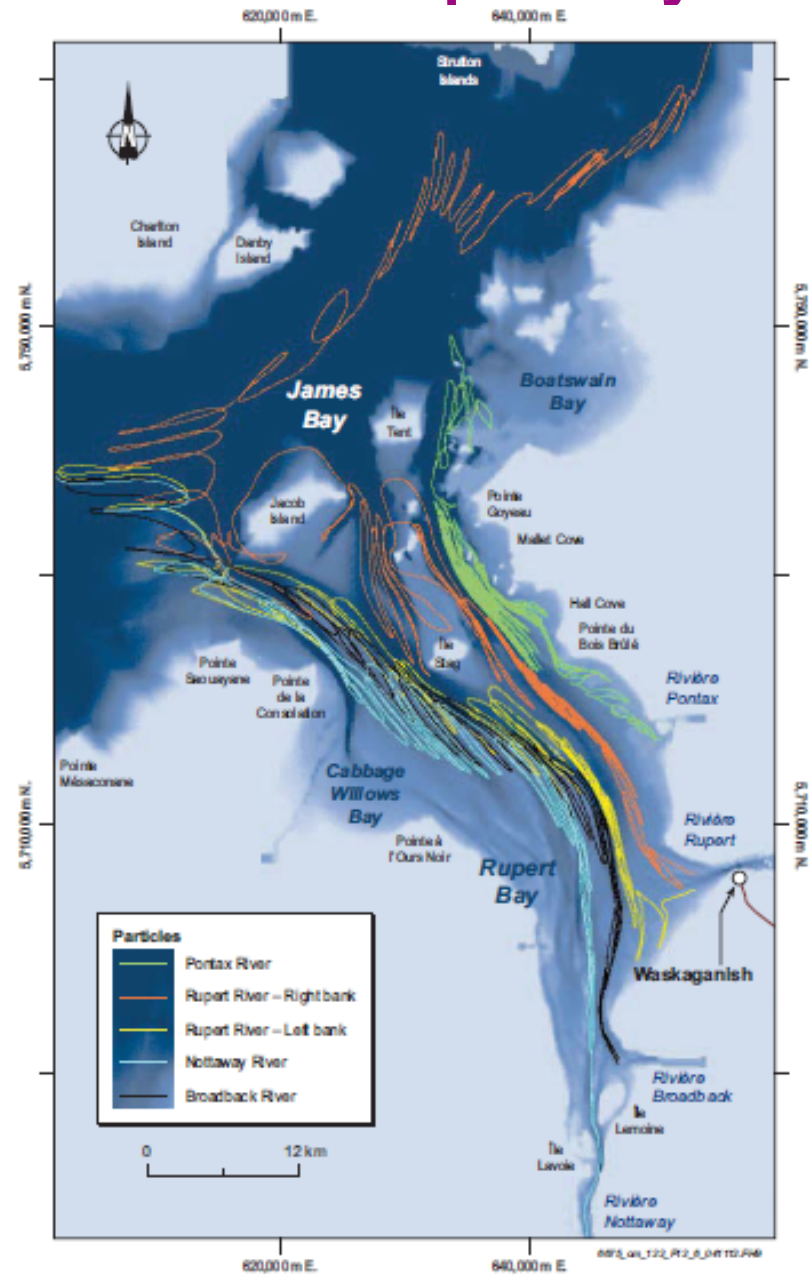 620,000 m E.
640,000 m E.
Strutton
Islands
Charlton
Island
Danby
Island
5,750,000 m N.
5,750,000 m N.
James
Bay
Boatswain
Bay
Île
Tent
Jacob
Island
Pointe
Goyeau
Mallet Cove
Hall Cove
Pointe du
Bois Brûlé
Île
Stag
Pointe
Saouayane
Pointe
de la
Consolation
Rivière
Pontax
Pointe
Mésaconane
Cabbage
Willows
Bay
5,710,000 m N.
5,710,000 m N.
Pointe à
l'Ours Noir
Rivière
Rupert
Rupert
Bay
Waskaganish
Particles
Pontax River
Rupert River – Right bank
Rupert River – Left bank
Nottaway River
Broadback River
Rivière
Broadback
Île
Lemoine
0 12 km
Île
Lavoie
Rivière
Nottaway
620,000 m E.
640,000 m E.